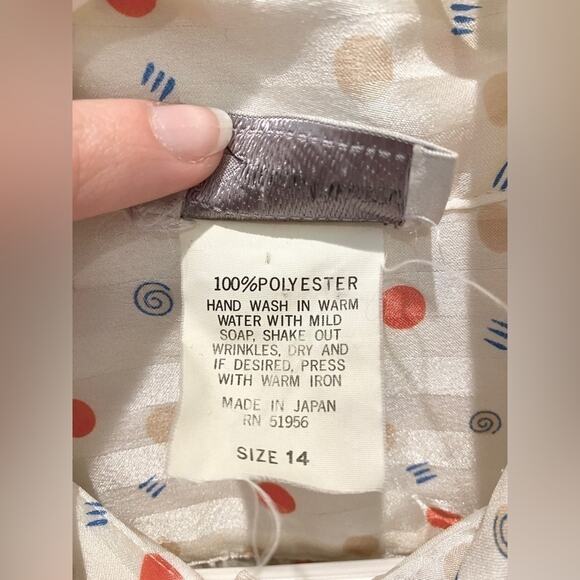 100%POLYESTER
HAND WASH IN WARM
WATER WITH MILD
SOAP, SHAKE OUT
WRINKLES, DRY AND
IF DESIRED, PRESS
WITH WARM IRON
MADE IN JAPAN
RN 51956
SIZE 14